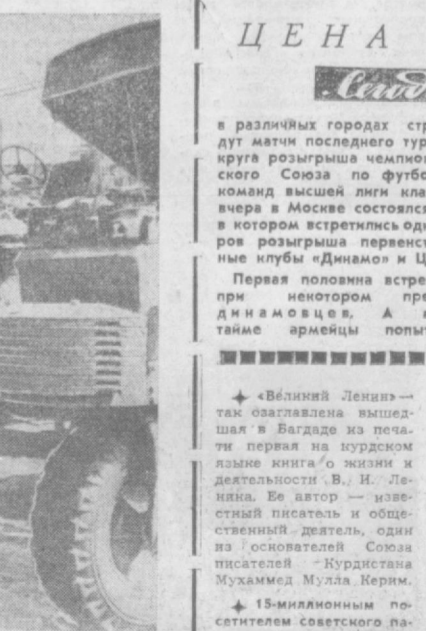 ЦЕНА
Сегод
в различных городах стр
дут матчи последнего тур
круга розыгрыша чемпион
ского Союза по футбо
команд высшей лиги кла
вчера в Москве состоялся
в котором встретились оди
ров розыгрыша первенст
ные клубы «Динамо» и Ц
Первая половина встре
при некотором пре
динамовцев. А в
тайме армейцы попыт
«Великий Ленин» —
так озаглавлена вышед-
шая в Багдаде из печа-
ти первая на курдском
языке книга о жизни и
деятельности В. И. Ле-
нина. Ее автор — изве-
стный писатель и обще-
ственный деятель, один
из основателей Союза
писателей Курдистана
Мухаммед Мулла Керим.
15-миллионным по-
сетителем советского па-